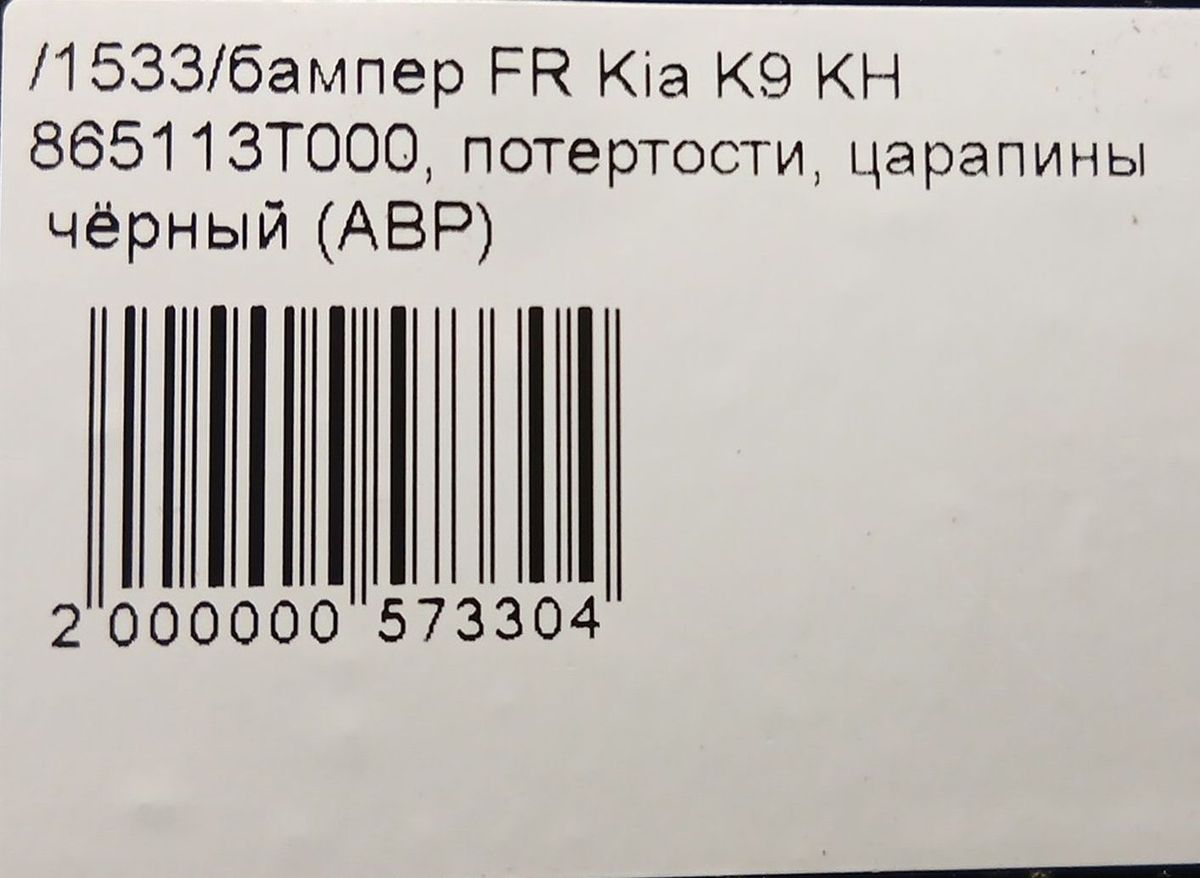 /1533/бампер FR Kia K9 KH
865113T000, потертости, царапины
чёрный (ABP)
2 000000 573304